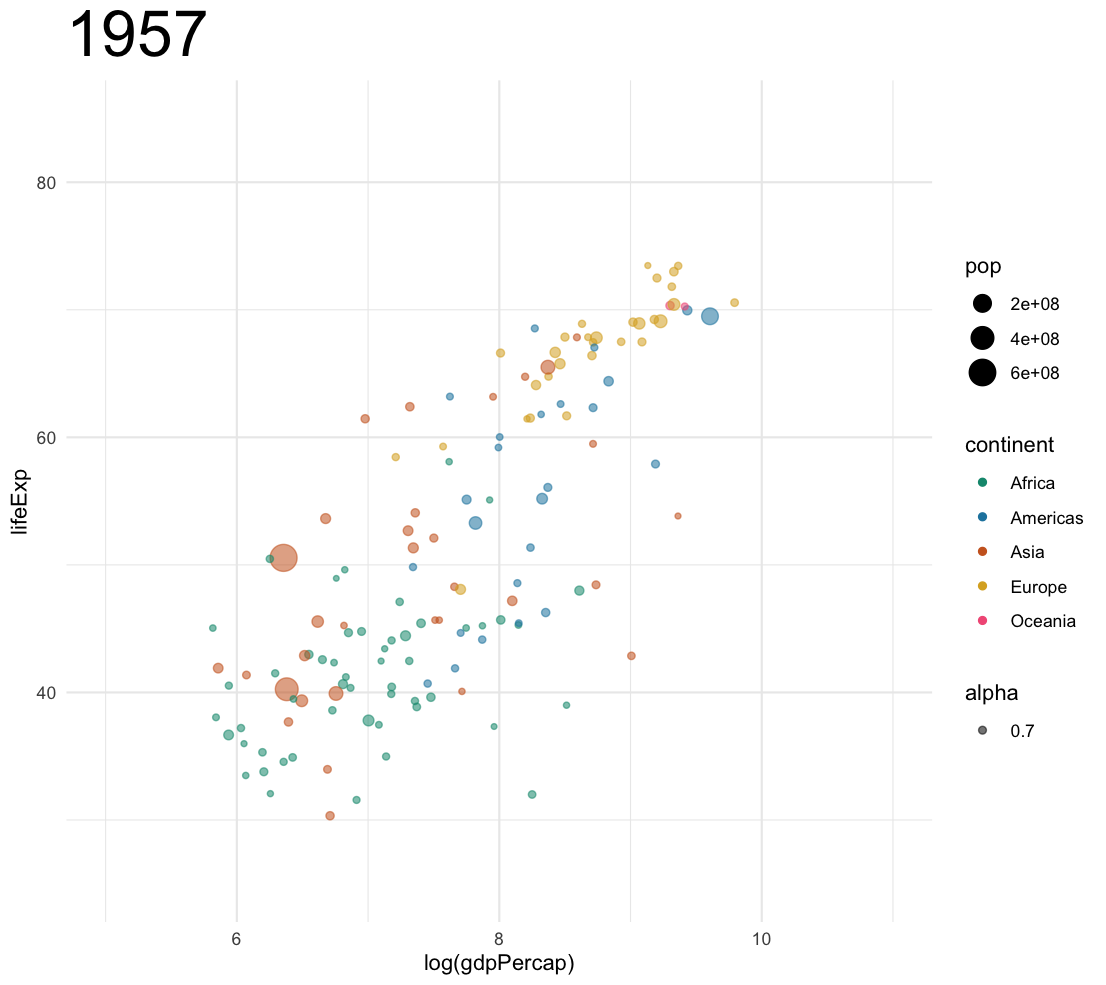 1957
80
60
40
lifeExp
6
8
10
log(gdpPercap)
pop
2e+08
4e+08
6e+08
continent
Africa
Americas
Asia
Europe
Oceania
alpha
0.7